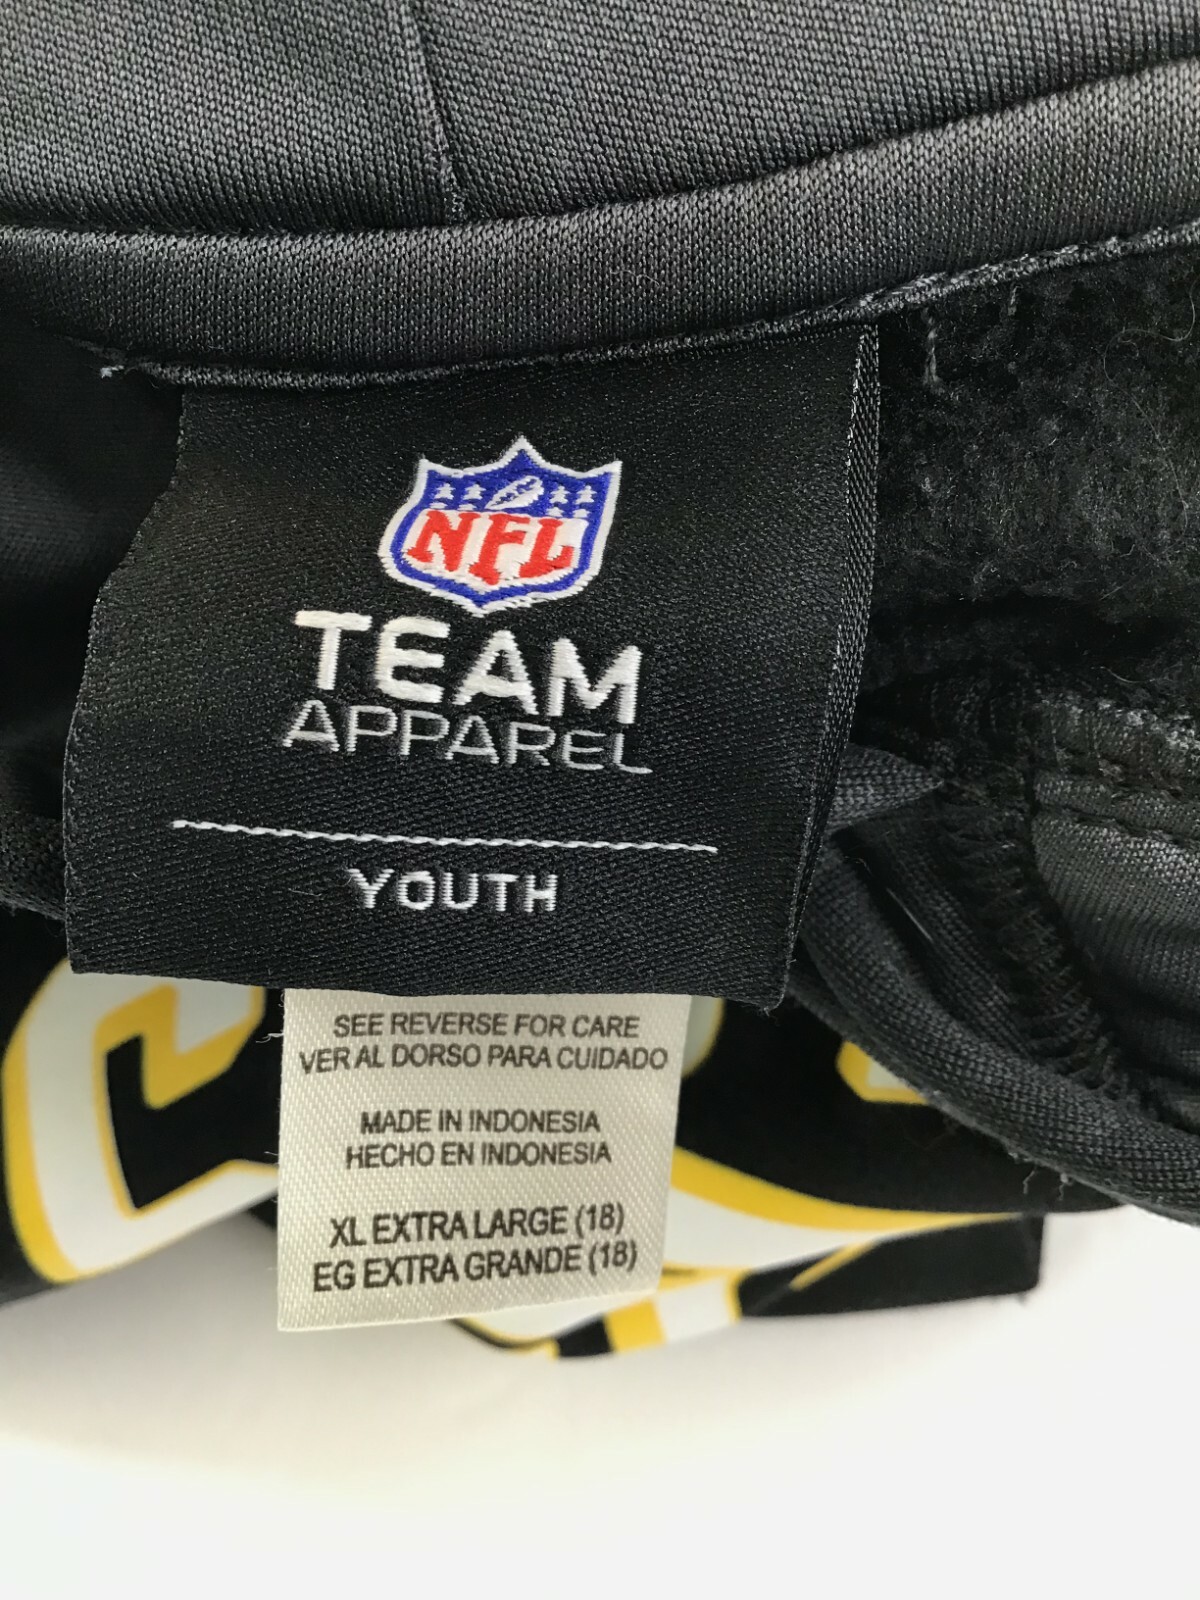 NFL
TEAM
APPAREL
YOUTH
SEE REVERSE FOR CARE
VER AL DORSO PARA CUIDADO
MADE IN INDONESIA
HECHO EN INDONESIA
XL EXTRA LARGE (18)
EG EXTRA GRANDE (18)